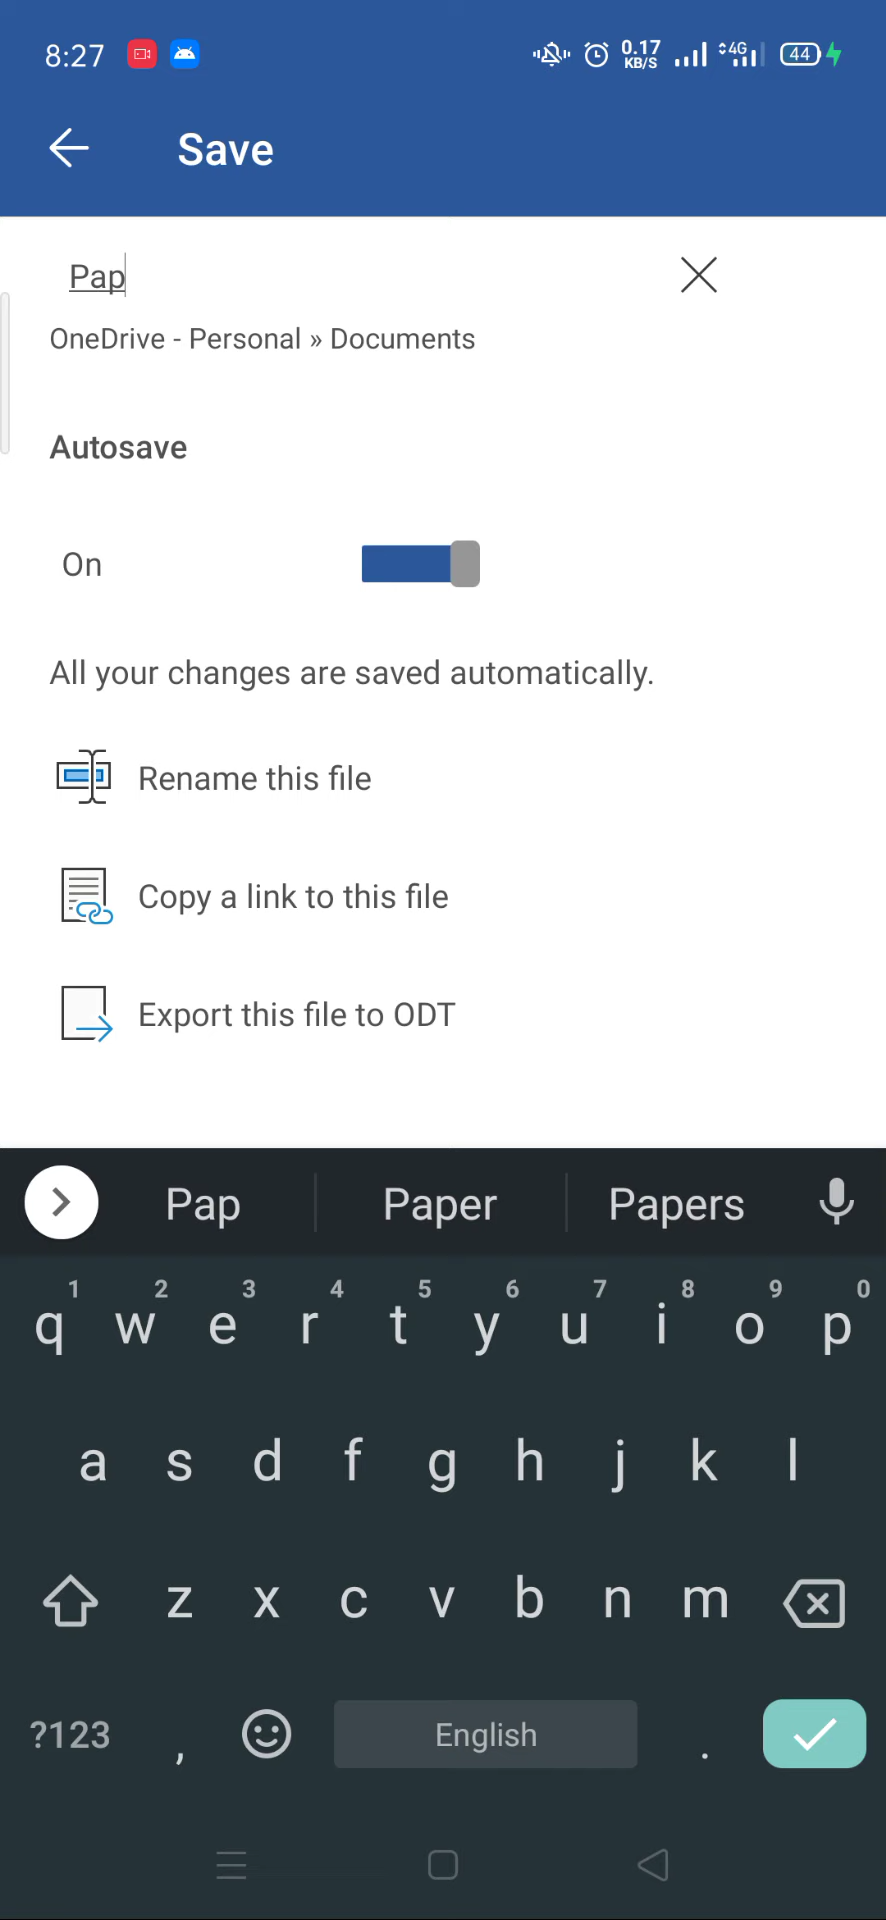 8:27 0.17 KB/S 4G 44
Save
Pap
OneDrive - Personal » Documents
Autosave
On
All your changes are saved automatically.
Rename this file
Copy a link to this file
Export this file to ODT
Pap Paper Papers
1 2 3 4 5 6 7 8 9 0
q w e r t y u i o p
a s d f g h j k l
z x c v b n m
?123 , English .